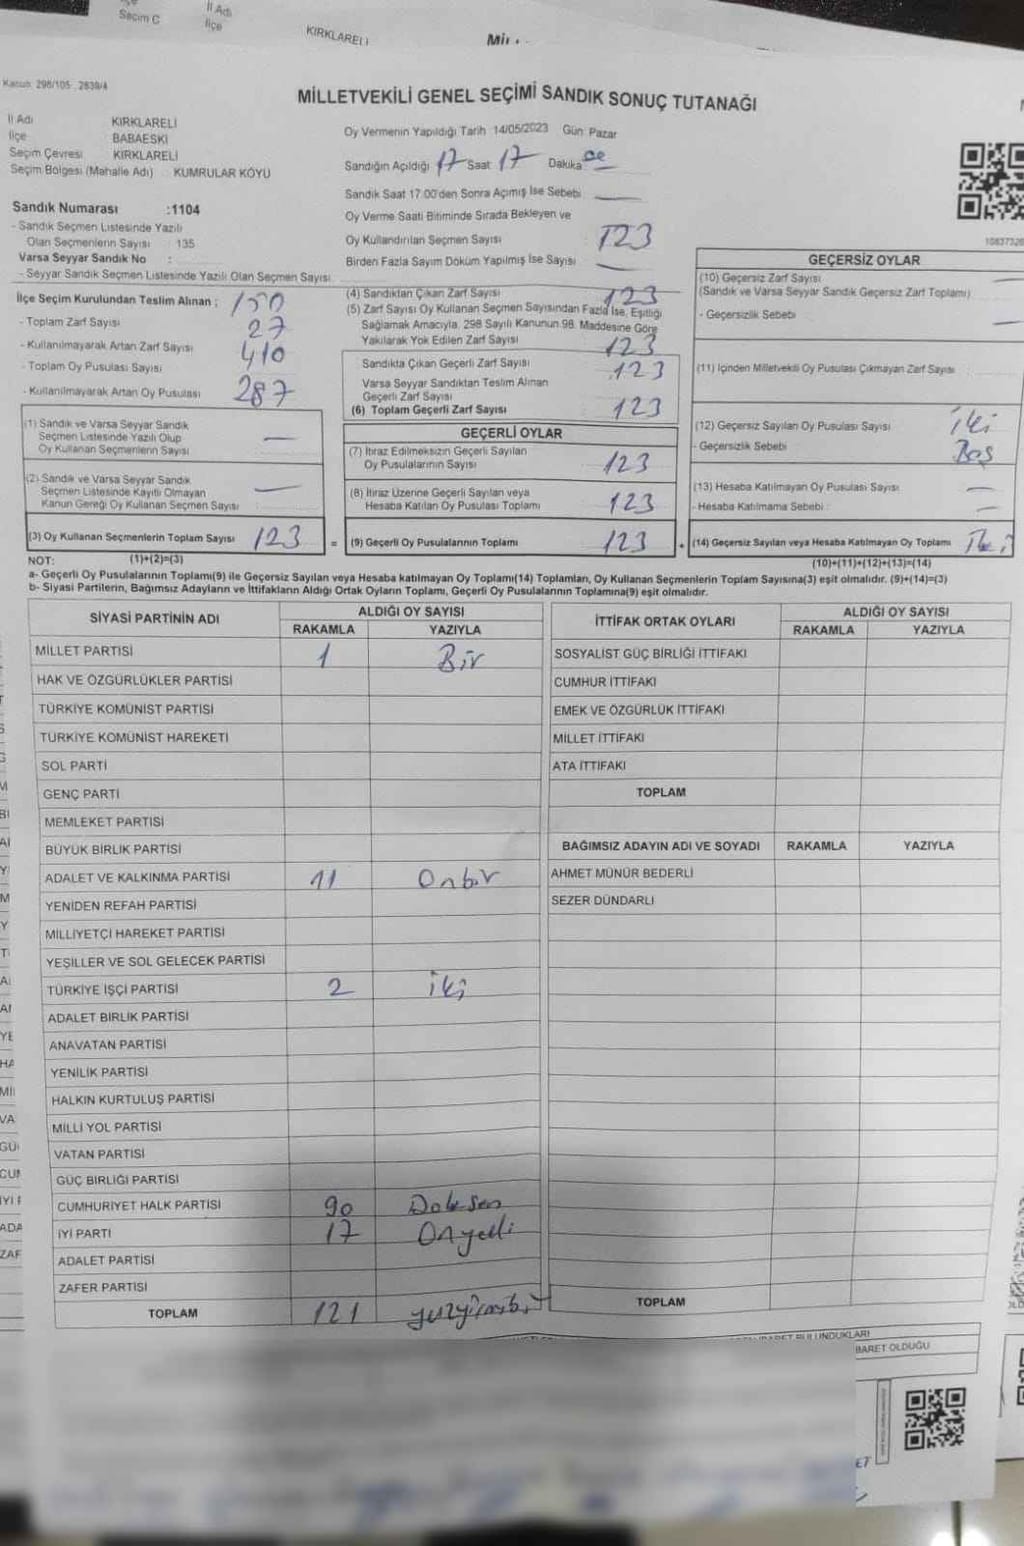 Seçim C
İl Adı
İlçe
KIRKLARELİ
Kanun: 298/105 , 2839/4
MİLLETVEKİLİ GENEL SEÇİMİ SANDIK SONUÇ TUTANAĞI
İl Adı KIRKLARELİ
İlçe BABAESKİ
Seçim Çevresi KIRKLARELİ
Seçim Bölgesi (Mahalle Adı) KUMRULAR KÖYÜ
Oy Vermenin Yapıldığı Tarih 14/05/2023 Gün: Pazar
Sandığın Açıldığı 17 Saat 17 Dakika
Sandık Saat 17:00'den Sonra Açımış İse Sebebi
Oy Verme Saati Bitiminde Sırada Bekleyen ve
Oy Kullandırılan Seçmen Sayısı 123
Birden Fazla Sayım Döküm Yapılmış İse Sayısı
Sandık Numarası :1104
- Sandık Seçmen Listesinde Yazılı
Olan Seçmenlerin Sayısı : 135
Varsa Seyyar Sandık No :
- Seyyar Sandık Seçmen Listesinde Yazılı Olan Seçmen Sayısı
İlçe Seçim Kurulundan Teslim Alınan : 150
- Toplam Zarf Sayısı 27
- Kullanılmayarak Artan Zarf Sayısı 410
- Toplam Oy Pusulası Sayısı
- Kullanılmayarak Artan Oy Pusulası 287
(1) Sandık ve Varsa Seyyar Sandık
Seçmen Listesinde Yazılı Olup
Oy Kullanan Seçmenlerin Sayısı
(2) Sandık ve Varsa Seyyar Sandık
Seçmen Listesinde Kayıtlı Olmayan
Kanun Gereği Oy Kullanan Seçmen Sayısı
(3) Oy Kullanan Seçmenlerin Toplam Sayısı 123 =
(4) Sandıktan Çıkan Zarf Sayısı 123
(5) Zarf Sayısı Oy Kullanan Seçmen Sayısından Fazla İse, Eşitliği
Sağlamak Amacıyla, 298 Sayılı Kanunun 98. Maddesine Göre
Yakılarak Yok Edilen Zarf Sayısı 123
Sandıkta Çıkan Geçerli Zarf Sayısı 123
Varsa Seyyar Sandıktan Teslim Alınan
Geçerli Zarf Sayısı
(6) Toplam Geçerli Zarf Sayısı 123
GEÇERLİ OYLAR
(7) İtiraz Edilmeksizin Geçerli Sayılan
Oy Pusulalarının Sayısı 123
(8) İtiraz Üzerine Geçerli Sayılan veya
Hesaba Katılan Oy Pusulası Toplamı 123
(9) Geçerli Oy Pusulalarının Toplamı 123 +
GEÇERSİZ OYLAR
(10) Geçersiz Zarf Sayısı
(Sandık ve Varsa Seyyar Sandık Geçersiz Zarf Toplamı)
- Geçersizlik Sebebi
(11) İçinden Milletvekili Oy Pusulası Çıkmayan Zarf Sayısı
(12) Geçersiz Sayılan Oy Pusulası Sayısı iki
- Geçersizlik Sebebi Boş
(13) Hesaba Katılmayan Oy Pusulası Sayısı
- Hesaba Katılmama Sebebi :
(14) Geçersiz Sayılan veya Hesaba Katılmayan Oy Toplamı
NOT: (1)+(2)=(3) (10)+(11)+(12)+(13)=(14)
a- Geçerli Oy Pusulalarının Toplamı(9) ile Geçersiz Sayılan veya Hesaba katılmayan Oy Toplamı(14) Toplamları, Oy Kullanan Seçmenlerin Toplam Sayısına(3) eşit olmalıdır. (9)+(14)=(3)
b- Siyasi Partilerin, Bağımsız Adayların ve İttifakların Aldığı Ortak Oyların Toplamı, Geçerli Oy Pusulalarının Toplamına(9) eşit olmalıdır.
SİYASİ PARTİNİN ADI ALDIĞI OY SAYISI
RAKAMLA YAZIYLA
MİLLET PARTİSİ 1 Bir
HAK VE ÖZGÜRLÜKLER PARTİSİ
TÜRKİYE KOMÜNİST PARTİSİ
TÜRKİYE KOMÜNİST HAREKETİ
SOL PARTİ
GENÇ PARTİ
MEMLEKET PARTİSİ
BÜYÜK BİRLİK PARTİSİ
ADALET VE KALKINMA PARTİSİ 11 Onbir
YENİDEN REFAH PARTİSİ
MİLLİYETÇİ HAREKET PARTİSİ
YEŞİLLER VE SOL GELECEK PARTİSİ
TÜRKİYE İŞÇİ PARTİSİ 2 iki
ADALET BİRLİK PARTİSİ
ANAVATAN PARTİSİ
YENİLİK PARTİSİ
HALKIN KURTULUŞ PARTİSİ
MİLLİ YOL PARTİSİ
VATAN PARTİSİ
GÜÇ BİRLİĞİ PARTİSİ
CUMHURİYET HALK PARTİSİ 90 Doksan
İYİ PARTİ 17 Onyedi
ADALET PARTİSİ
ZAFER PARTİSİ
TOPLAM 121 yüzyirmibir
İTTİFAK ORTAK OYLARI ALDIĞI OY SAYISI
RAKAMLA YAZIYLA
SOSYALİST GÜÇ BİRLİĞİ İTTİFAKI
CUMHUR İTTİFAKI
EMEK VE ÖZGÜRLÜK İTTİFAKI
MİLLET İTTİFAKI
ATA İTTİFAKI
TOPLAM
BAĞIMSIZ ADAYIN ADI VE SOYADI RAKAMLA YAZIYLA
AHMET MÜNÜR BEDERLİ
SEZER DÜNDARLI
TOPLAM
BARET OLDUĞU